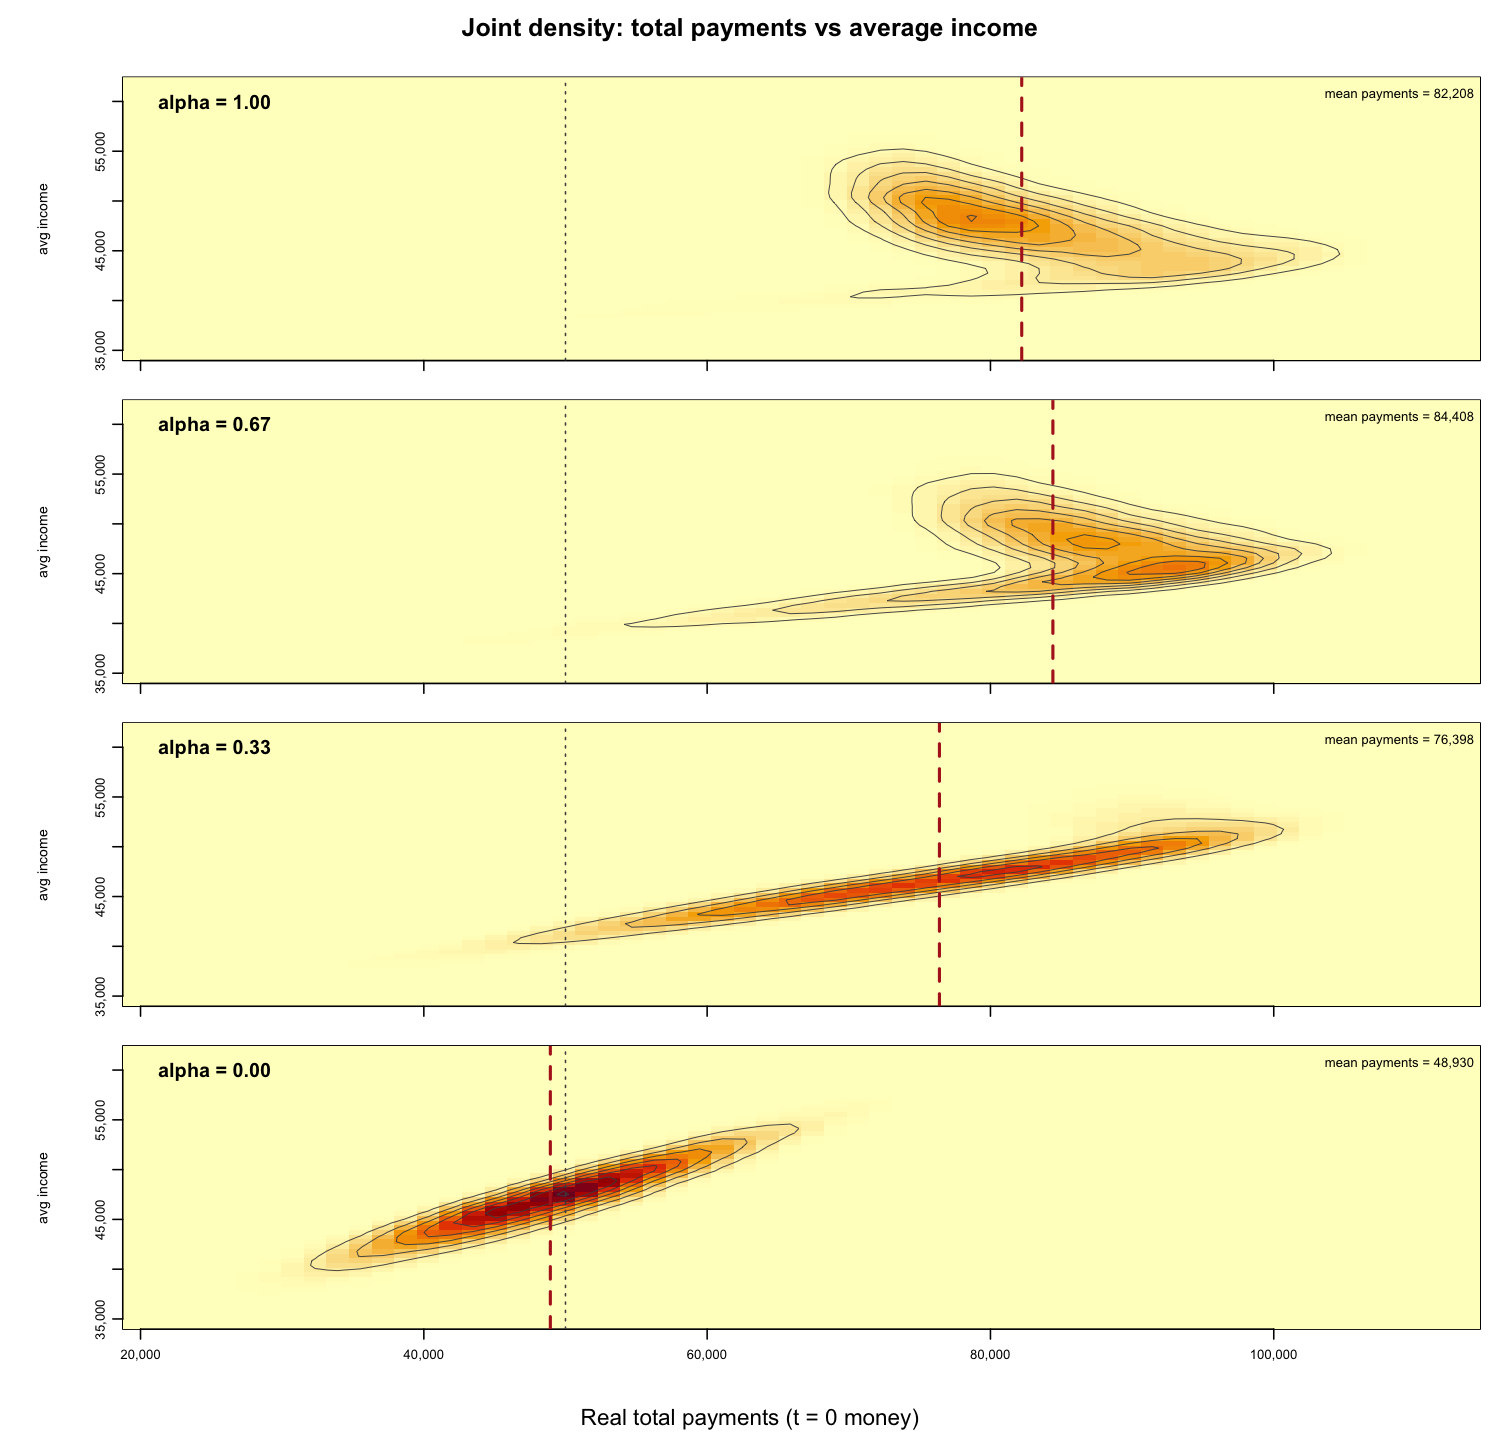 Joint density: total payments vs average income
alpha = 1.00
mean payments = 82,208
avg income
55,000
45,000
35,000
alpha = 0.67
mean payments = 84,408
avg income
55,000
45,000
35,000
alpha = 0.33
mean payments = 76,398
avg income
55,000
45,000
35,000
alpha = 0.00
mean payments = 48,930
avg income
55,000
45,000
35,000
20,000 40,000 60,000 80,000 100,000
Real total payments (t = 0 money)